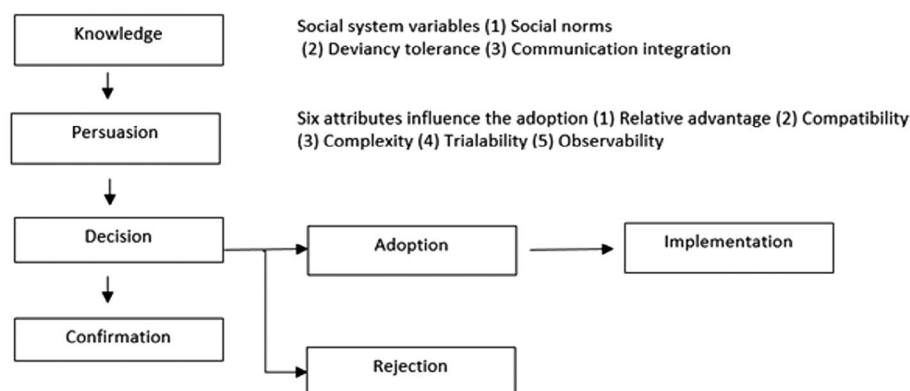 Knowledge
Social system variables (1) Social norms
(2) Deviancy tolerance (3) Communication integration
Persuasion
Six attributes influence the adoption (1) Relative advantage (2) Compatibility
(3) Complexity (4) Trialability (5) Observability
Decision
Adoption
Implementation
Confirmation
Rejection